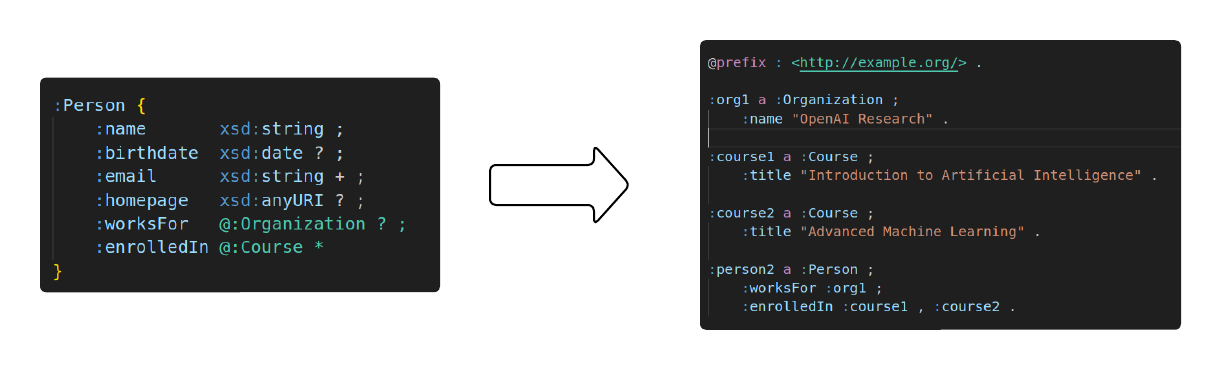 :Person {
:name xsd:string ;
:birthdate xsd:date ? ;
:email xsd:string + ;
:homepage xsd:anyURI ? ;
:worksFor @:Organization ? ;
:enrolledIn @:Course *
}
@prefix : <http://example.org/> .
:org1 a :Organization ;
:name "OpenAI Research" .
:course1 a :Course ;
:title "Introduction to Artificial Intelligence" .
:course2 a :Course ;
:title "Advanced Machine Learning" .
:person2 a :Person ;
:worksFor :org1 ;
:enrolledIn :course1 , :course2 .